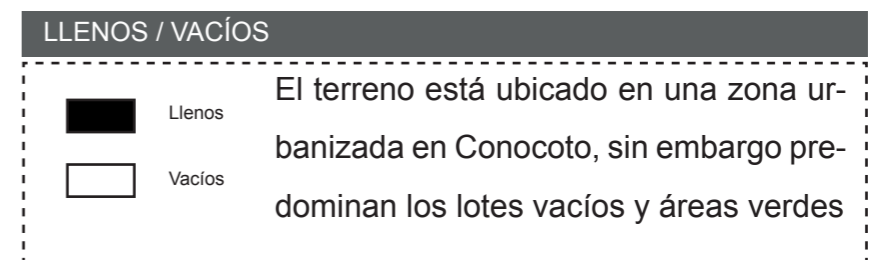 LLENOS / VACÍOS
Llenos
Vacíos
El terreno está ubicado en una zona ur-
banizada en Conocoto, sin embargo pre-
dominan los lotes vacíos y áreas verdes